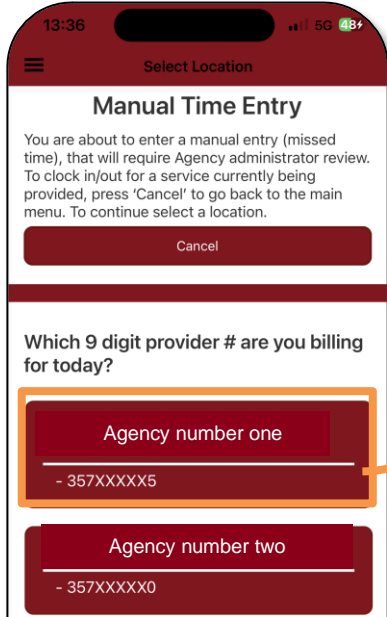 13:36 5G 48
Select Location
Manual Time Entry
You are about to enter a manual entry (missed
time), that will require Agency administrator review.
To clock in/out for a service currently being
provided, press ‘Cancel’ to go back to the main
menu. To continue select a location.
Cancel
Which 9 digit provider # are you billing
for today?
Agency number one
- 357XXXXX5
Agency number two
- 357XXXXX0